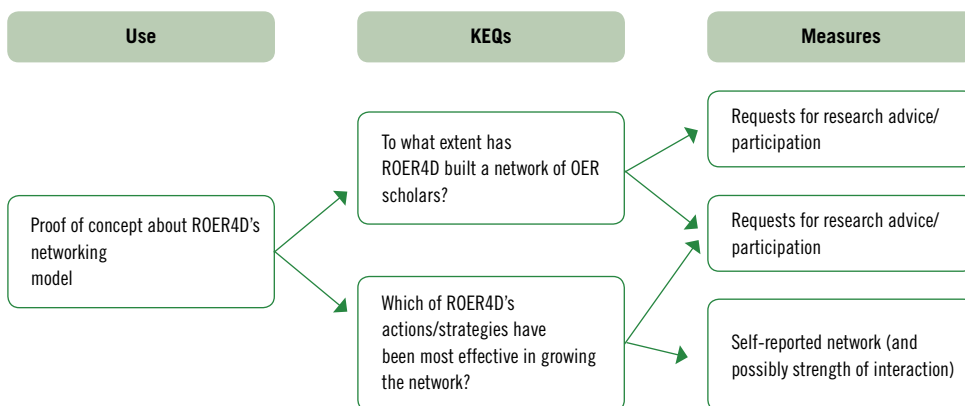 Use
KEQs
Measures
Proof of concept about ROER4D's
networking
model
To what extent has
ROER4D built a network of OER
scholars?
Which of ROER4D's
actions/strategies have
been most effective in growing
the network?
Requests for research advice/
participation
Requests for research advice/
participation
Self-reported network (and
possibly strength of interaction)